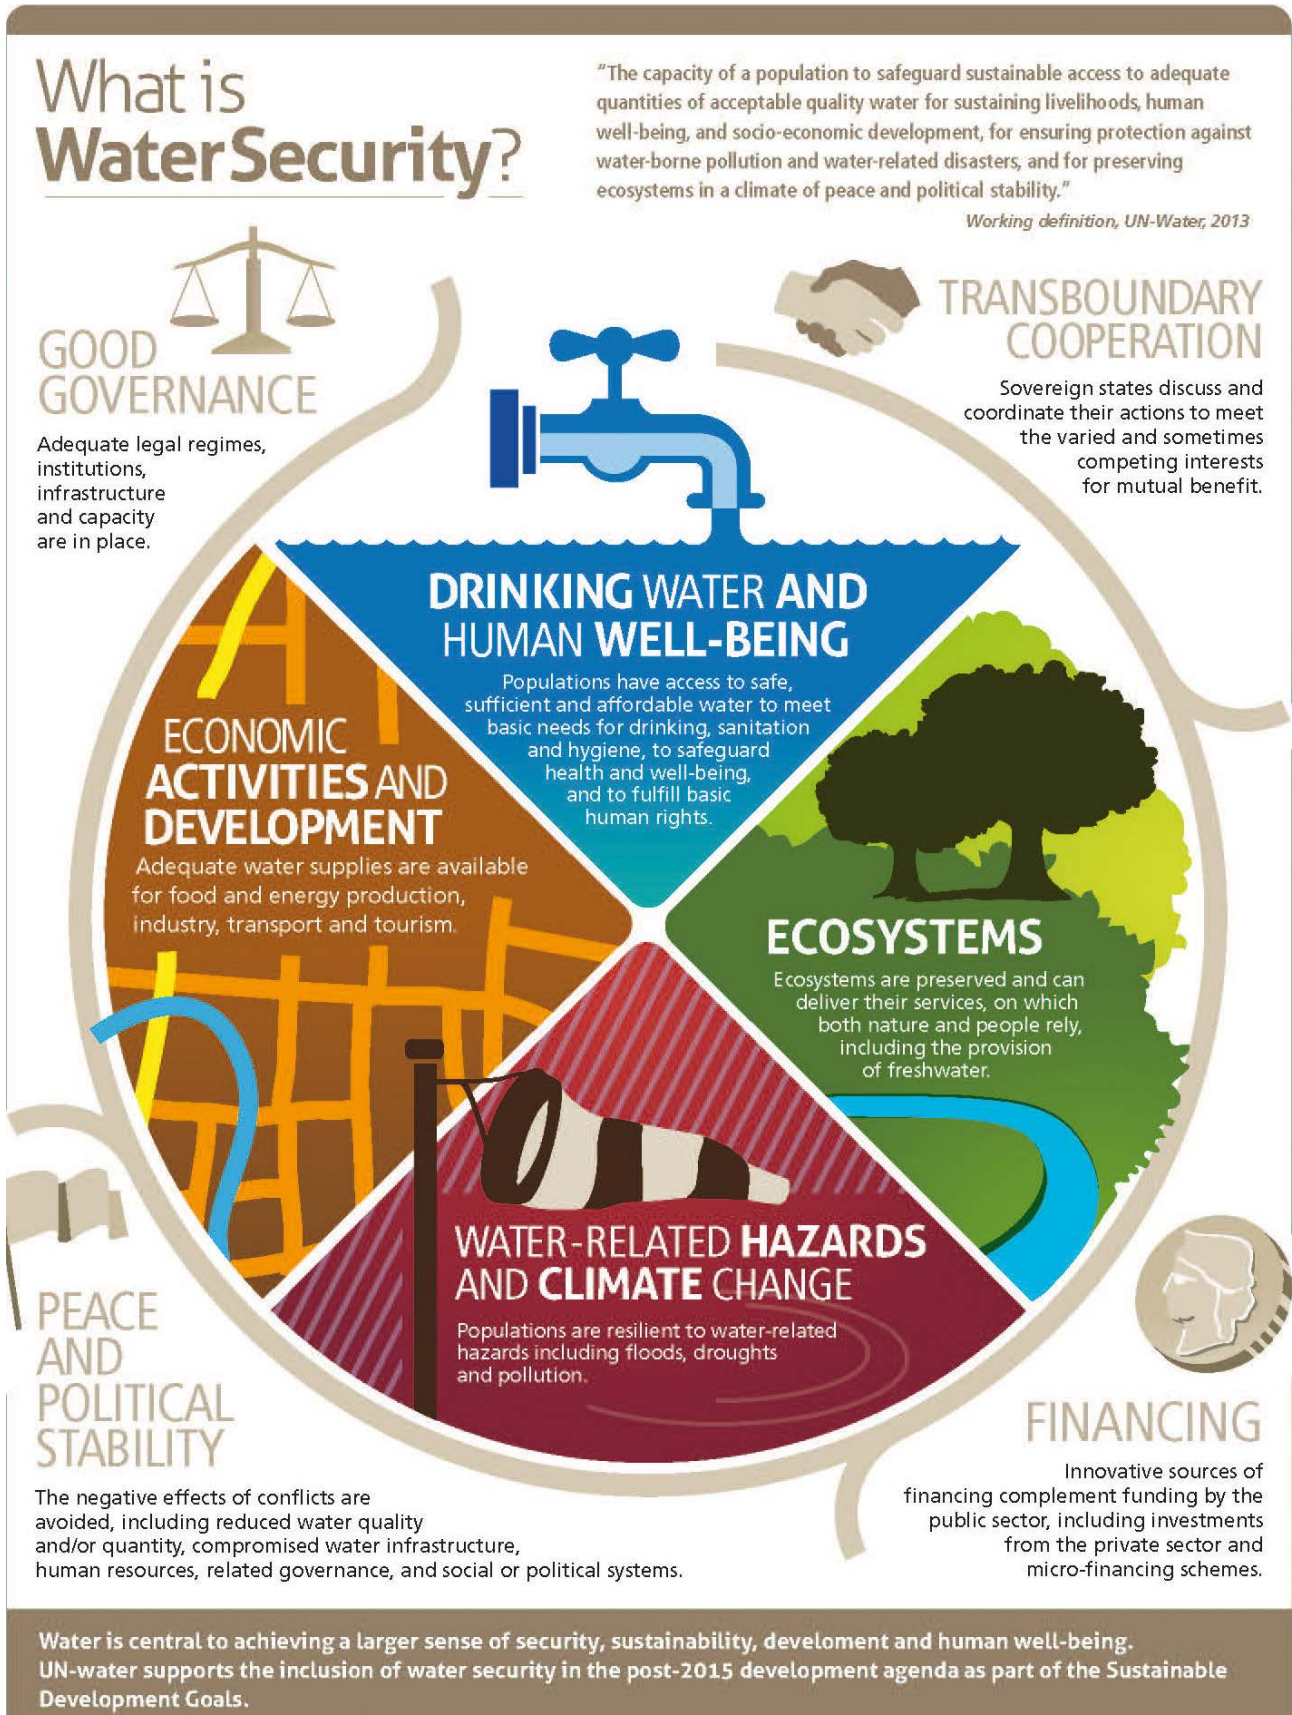 What is
Water Security?
"The capacity of a population to safeguard sustainable access to adequate
quantities of acceptable quality water for sustaining livelihoods, human
well-being, and socio-economic development, for ensuring protection against
water-borne pollution and water-related disasters, and for preserving
ecosystems in a climate of peace and political stability."
Working definition, UN-Water, 2013
GOOD
GOVERNANCE
Adequate legal regimes,
institutions,
infrastructure
and capacity
are in place.
TRANSBOUNDARY
COOPERATION
Sovereign states discuss and
coordinate their actions to meet
the varied and sometimes
competing interests
for mutual benefit.
DRINKING WATER AND
HUMAN WELL-BEING
Populations have access to safe,
sufficient and affordable water to meet
basic needs for drinking, sanitation
and hygiene, to safeguard
health and well-being,
and to fulfill basic
human rights.
ECONOMIC
ACTIVITIES AND
DEVELOPMENT
Adequate water supplies are available
for food and energy production,
industry, transport and tourism.
ECOSYSTEMS
Ecosystems are preserved and can
deliver their services, on which
both nature and people rely,
including the provision
of freshwater.
WATER-RELATED HAZARDS
AND CLIMATE CHANGE
Populations are resilient to water-related
hazards including floods, droughts
and pollution.
PEACE
AND
POLITICAL
STABILITY
The negative effects of conflicts are
avoided, including reduced water quality
and/or quantity, compromised water infrastructure,
human resources, related governance, and social or political systems.
FINANCING
Innovative sources of
financing complement funding by the
public sector, including investments
from the private sector and
micro-financing schemes.
Water is central to achieving a larger sense of security, sustainability, develoment and human well-being.
UN-water supports the inclusion of water security in the post-2015 development agenda as part of the Sustainable
Development Goals.